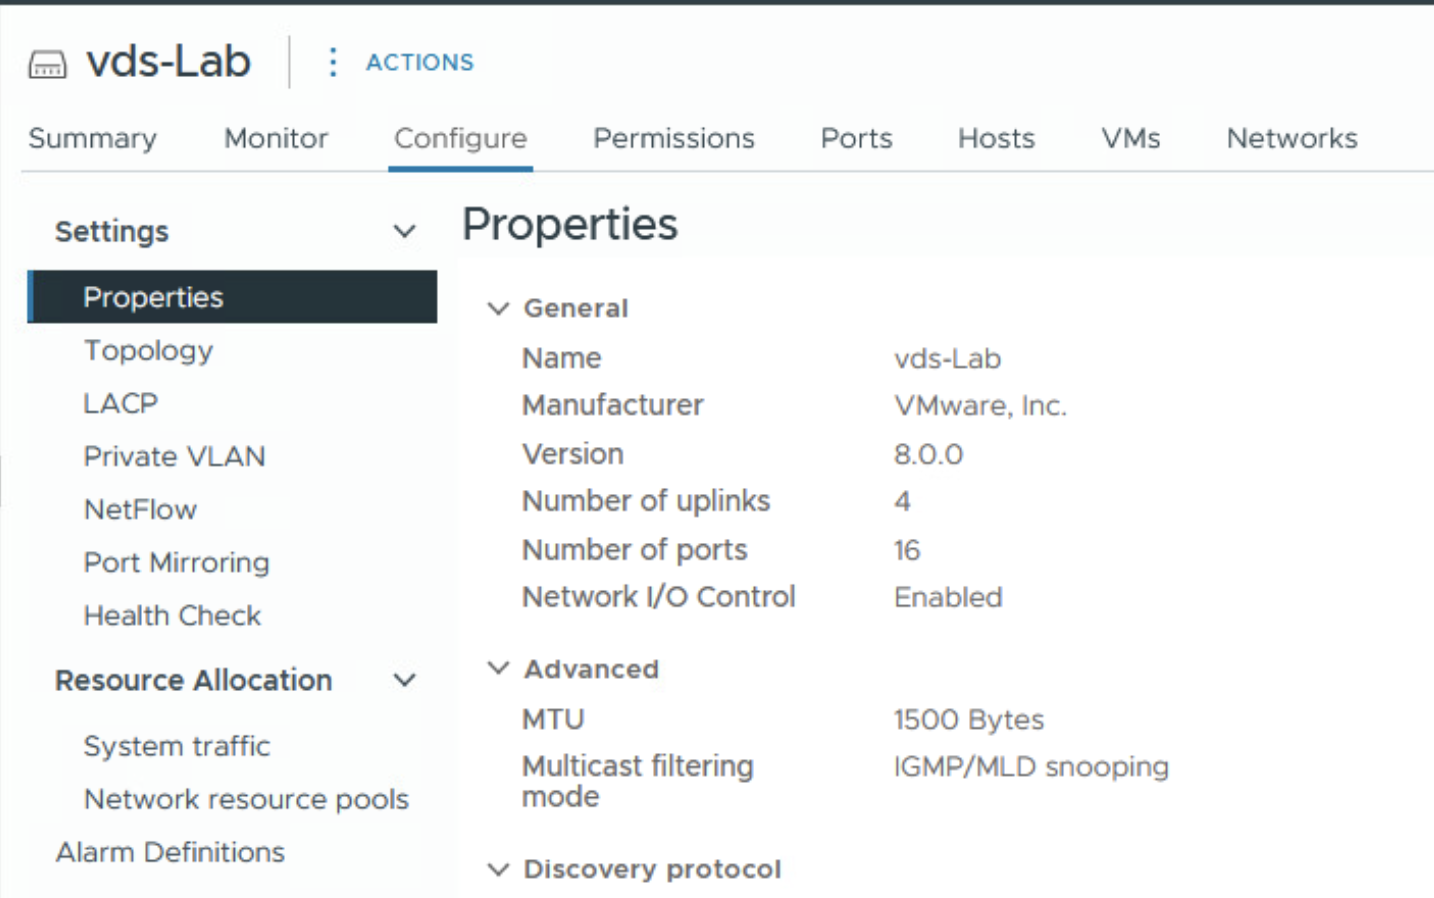 vds-Lab
ACTIONS
Summary Monitor Configure Permissions Ports Hosts VMs Networks
Settings
Properties
Topology
LACP
Private VLAN
NetFlow
Port Mirroring
Health Check
Resource Allocation
System traffic
Network resource pools
Alarm Definitions
Properties
General
Name vds-Lab
Manufacturer VMware, Inc.
Version 8.0.0
Number of uplinks 4
Number of ports 16
Network I/O Control Enabled
Advanced
MTU 1500 Bytes
Multicast filtering IGMP/MLD snooping
mode
Discovery protocol